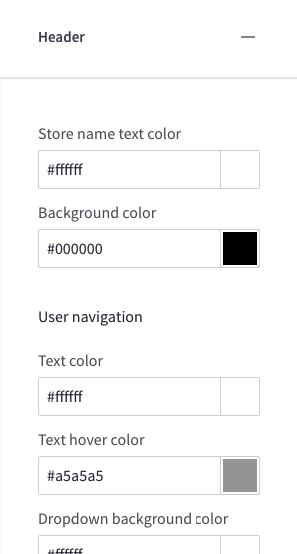 Header
Store name text color
#ffffff
Background color
#000000
User navigation
Text color
#ffffff
Text hover color
#a5a5a5
Dropdown background color
#ffffff